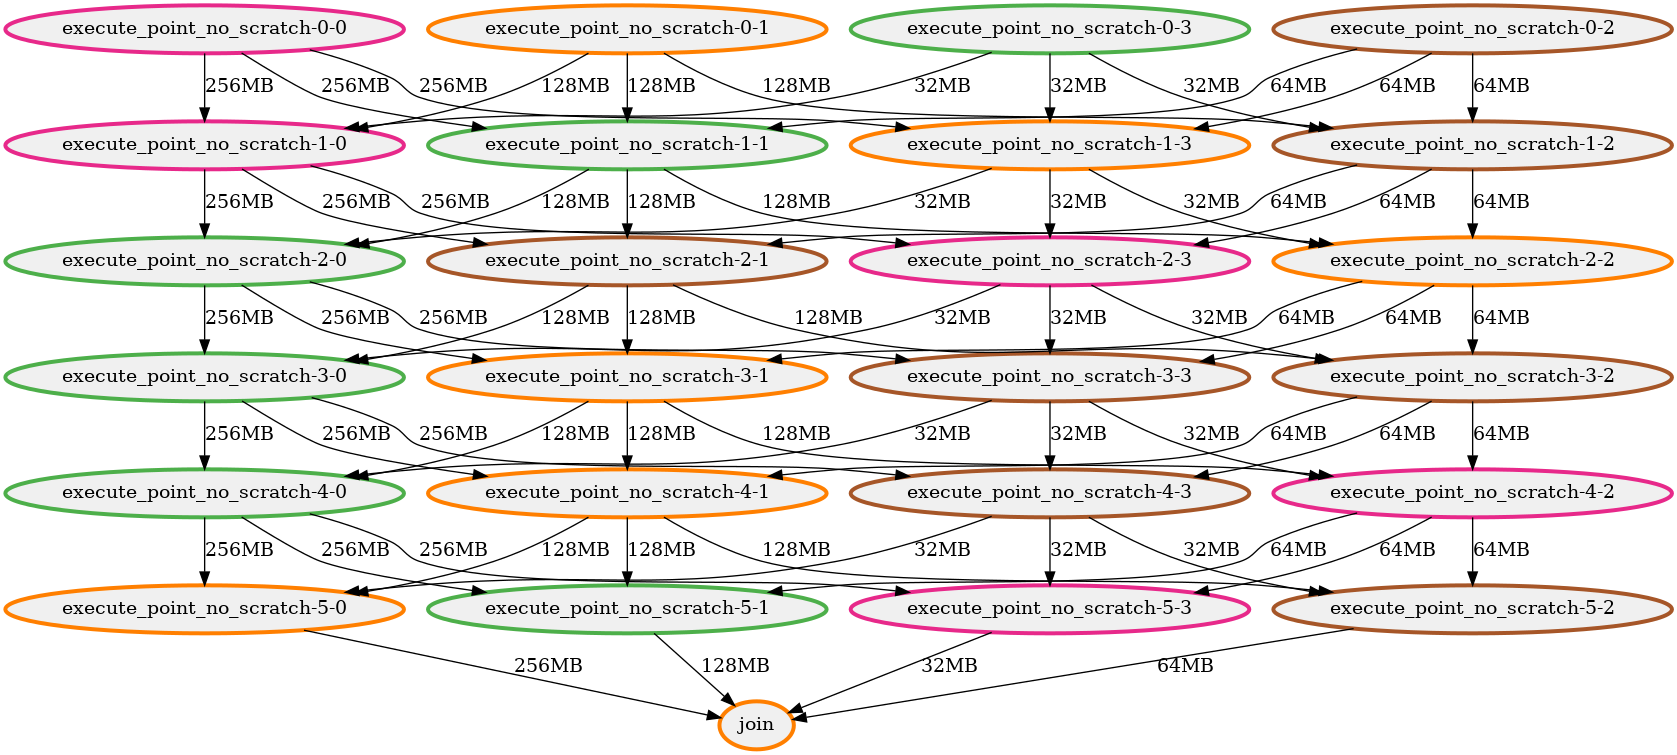 execute_point_no_scratch-0-0 execute_point_no_scratch-0-1 execute_point_no_scratch-0-3 execute_point_no_scratch-0-2
256MB 256MB 256MB 128MB 128MB 128MB 32MB 32MB 32MB 64MB 64MB 64MB
execute_point_no_scratch-1-0 execute_point_no_scratch-1-1 execute_point_no_scratch-1-3 execute_point_no_scratch-1-2
256MB 256MB 256MB 128MB 128MB 128MB 32MB 32MB 32MB 64MB 64MB 64MB
execute_point_no_scratch-2-0 execute_point_no_scratch-2-1 execute_point_no_scratch-2-3 execute_point_no_scratch-2-2
256MB 256MB 256MB 128MB 128MB 128MB 32MB 32MB 32MB 64MB 64MB 64MB
execute_point_no_scratch-3-0 execute_point_no_scratch-3-1 execute_point_no_scratch-3-3 execute_point_no_scratch-3-2
256MB 256MB 256MB 128MB 128MB 128MB 32MB 32MB 32MB 64MB 64MB 64MB
execute_point_no_scratch-4-0 execute_point_no_scratch-4-1 execute_point_no_scratch-4-3 execute_point_no_scratch-4-2
256MB 256MB 256MB 128MB 128MB 128MB 32MB 32MB 32MB 64MB 64MB 64MB
execute_point_no_scratch-5-0 execute_point_no_scratch-5-1 execute_point_no_scratch-5-3 execute_point_no_scratch-5-2
256MB 128MB 32MB 64MB
join